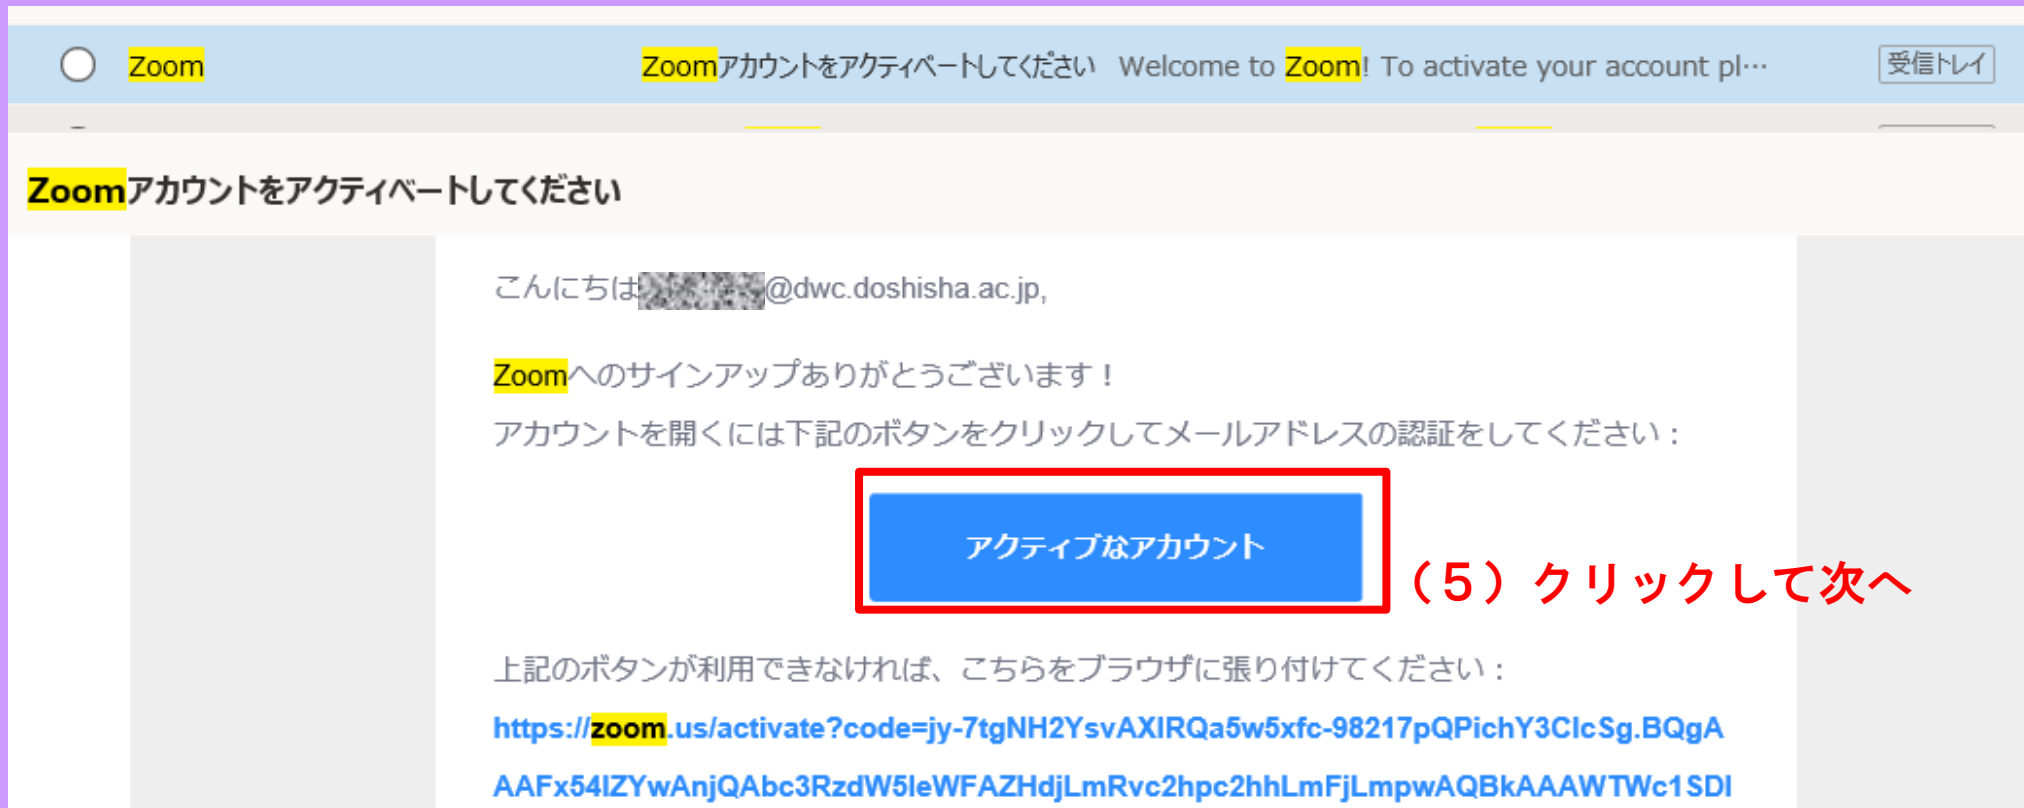 Zoom Zoomアカウントをアクティベートしてください Welcome to Zoom! To activate your account pl… 受信トレイ
Zoomアカウントをアクティベートしてください
こんにちは@dwc.doshisha.ac.jp,
Zoomへのサインアップありがとうございます！
アカウントを開くには下記のボタンをクリックしてメールアドレスの認証をしてください：
アクティブなアカウント
（５）クリックして次へ
上記のボタンが利用できなければ、こちらをブラウザに張り付けてください：
https://zoom.us/activate?code=jy-7tgNH2YsvAXIRQa5w5xfc-98217pQPichY3CIcSg.BQgA
AAFx54IZYwAnjQAbc3RzdW5leWFAZHdjLmRvc2hpc2hhLmFjLmpwAQBkAAAWTWc1SDI